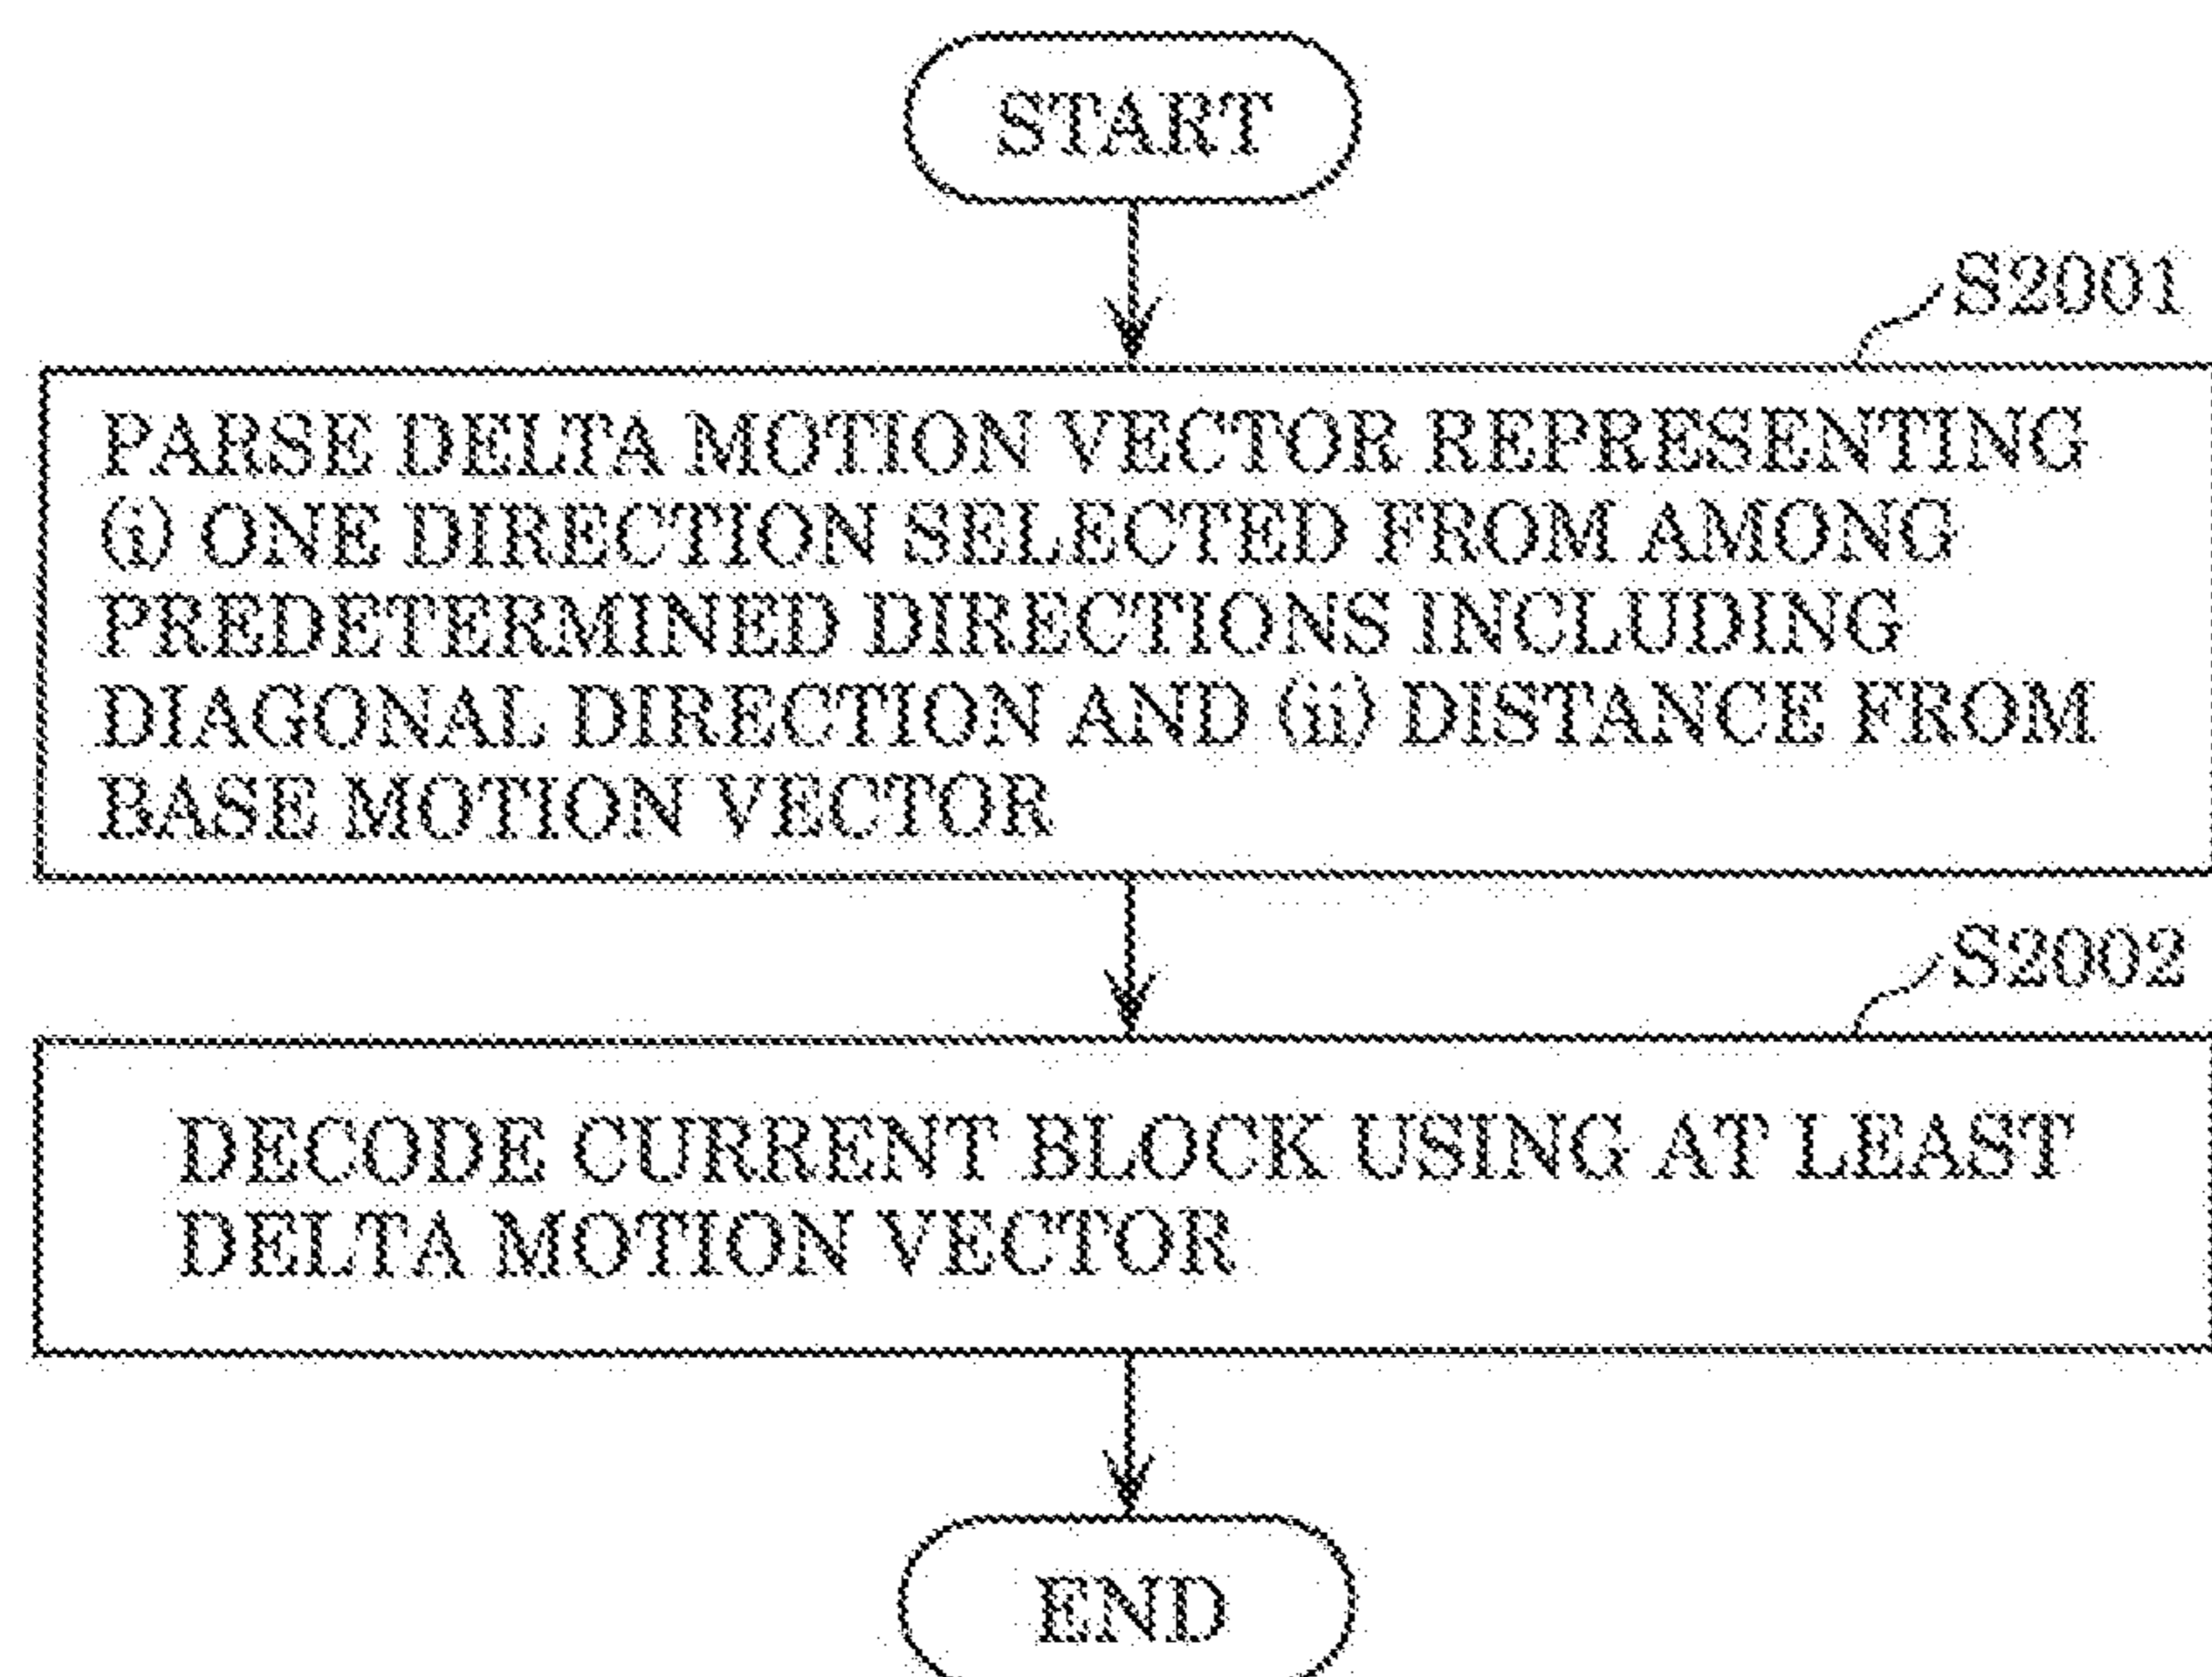 START
S2001
PARSE DELTA MOTION VECTOR REPRESENTING
(i) ONE DIRECTION SELECTED FROM AMONG
PREDETERMINED DIRECTIONS INCLUDING
DIAGONAL DIRECTION AND (ii) DISTANCE FROM
BASE MOTION VECTOR
S2002
DECODE CURRENT BLOCK USING AT LEAST
DELTA MOTION VECTOR
END